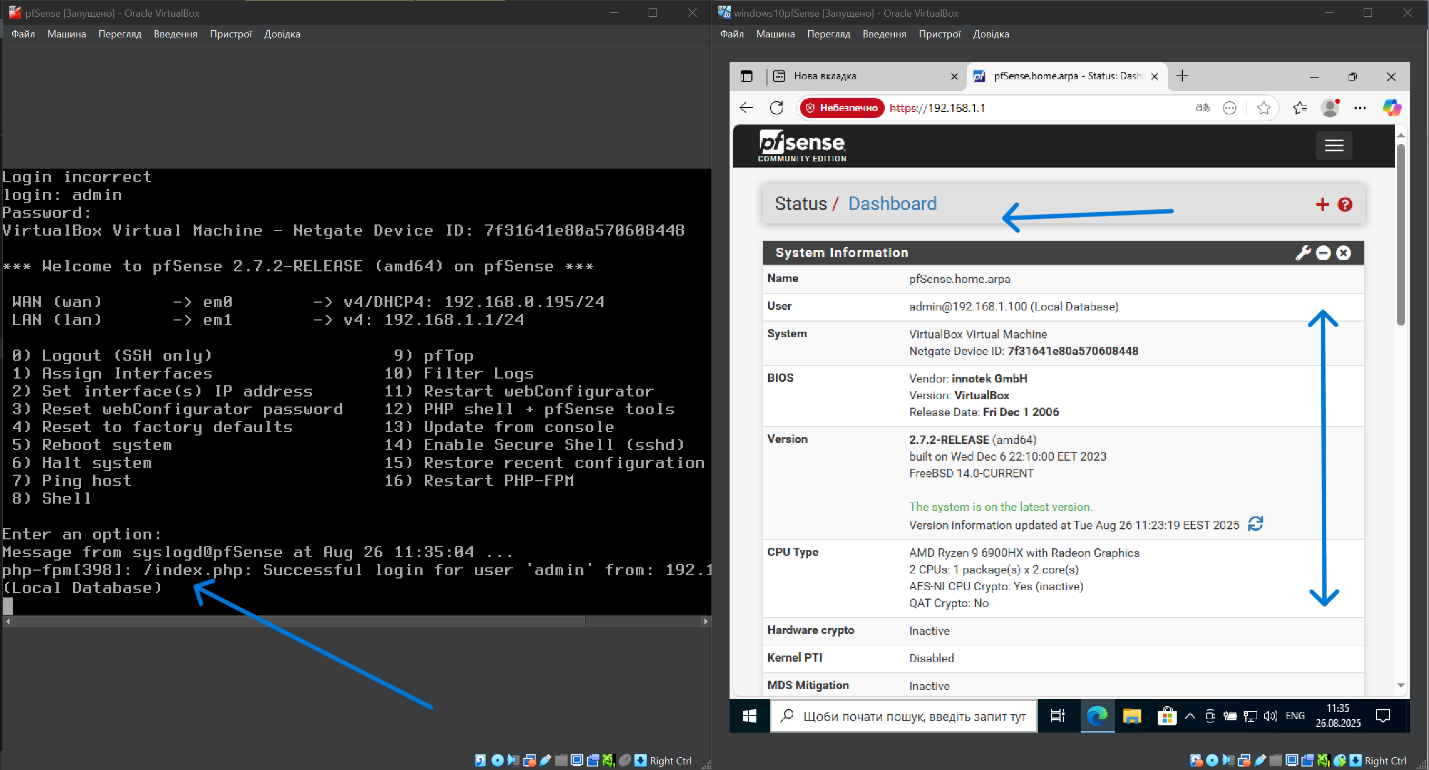 pfSense [Запущено] - Oracle VirtualBox
Файл Машина Перегляд Введення Пристрої Довідка
Login incorrect
login: admin
Password:
VirtualBox Virtual Machine - Netgate Device ID: 7f31641e80a570608448
*** Welcome to pfSense 2.7.2-RELEASE (amd64) on pfSense ***
WAN (wan) -> em0 -> v4/DHCP4: 192.168.0.195/24
LAN (lan) -> em1 -> v4: 192.168.1.1/24
0) Logout (SSH only) 9) pfTop
1) Assign Interfaces 10) Filter Logs
2) Set interface(s) IP address 11) Restart webConfigurator
3) Reset webConfigurator password 12) PHP shell + pfSense tools
4) Reset to factory defaults 13) Update from console
5) Reboot system 14) Enable Secure Shell (sshd)
6) Halt system 15) Restore recent configuration
7) Ping host 16) Restart PHP-FPM
8) Shell
Enter an option:
Message from syslogd@pfSense at Aug 26 11:35:04 ...
php-fpm[398]: /index.php: Successful login for user 'admin' from: 192.1
(Local Database)
Right Ctrl
windows10pfSense [Запущено] - Oracle VirtualBox
Файл Машина Перегляд Введення Пристрої Довідка
Нова вкладка
pfSense.home.arpa - Status: Dash
Небезпечно https://192.168.1.1
pfsense
COMMUNITY EDITION
Status / Dashboard
System Information
Name pfSense.home.arpa
User admin@192.168.1.100 (Local Database)
System VirtualBox Virtual Machine
Netgate Device ID: 7f31641e80a570608448
BIOS Vendor: innotek GmbH
Version: VirtualBox
Release Date: Fri Dec 1 2006
Version 2.7.2-RELEASE (amd64)
built on Wed Dec 6 22:10:00 EET 2023
FreeBSD 14.0-CURRENT
The system is on the latest version.
Version information updated at Tue Aug 26 11:23:19 EEST 2025
CPU Type AMD Ryzen 9 6900HX with Radeon Graphics
2 CPUs: 1 package(s) x 2 core(s)
AES-NI CPU Crypto: Yes (inactive)
QAT Crypto: No
Hardware crypto Inactive
Kernel PTI Disabled
MDS Mitigation Inactive
Щоби почати пошук, введіть запит тут
ENG
11:35
26.08.2025
Right Ctrl